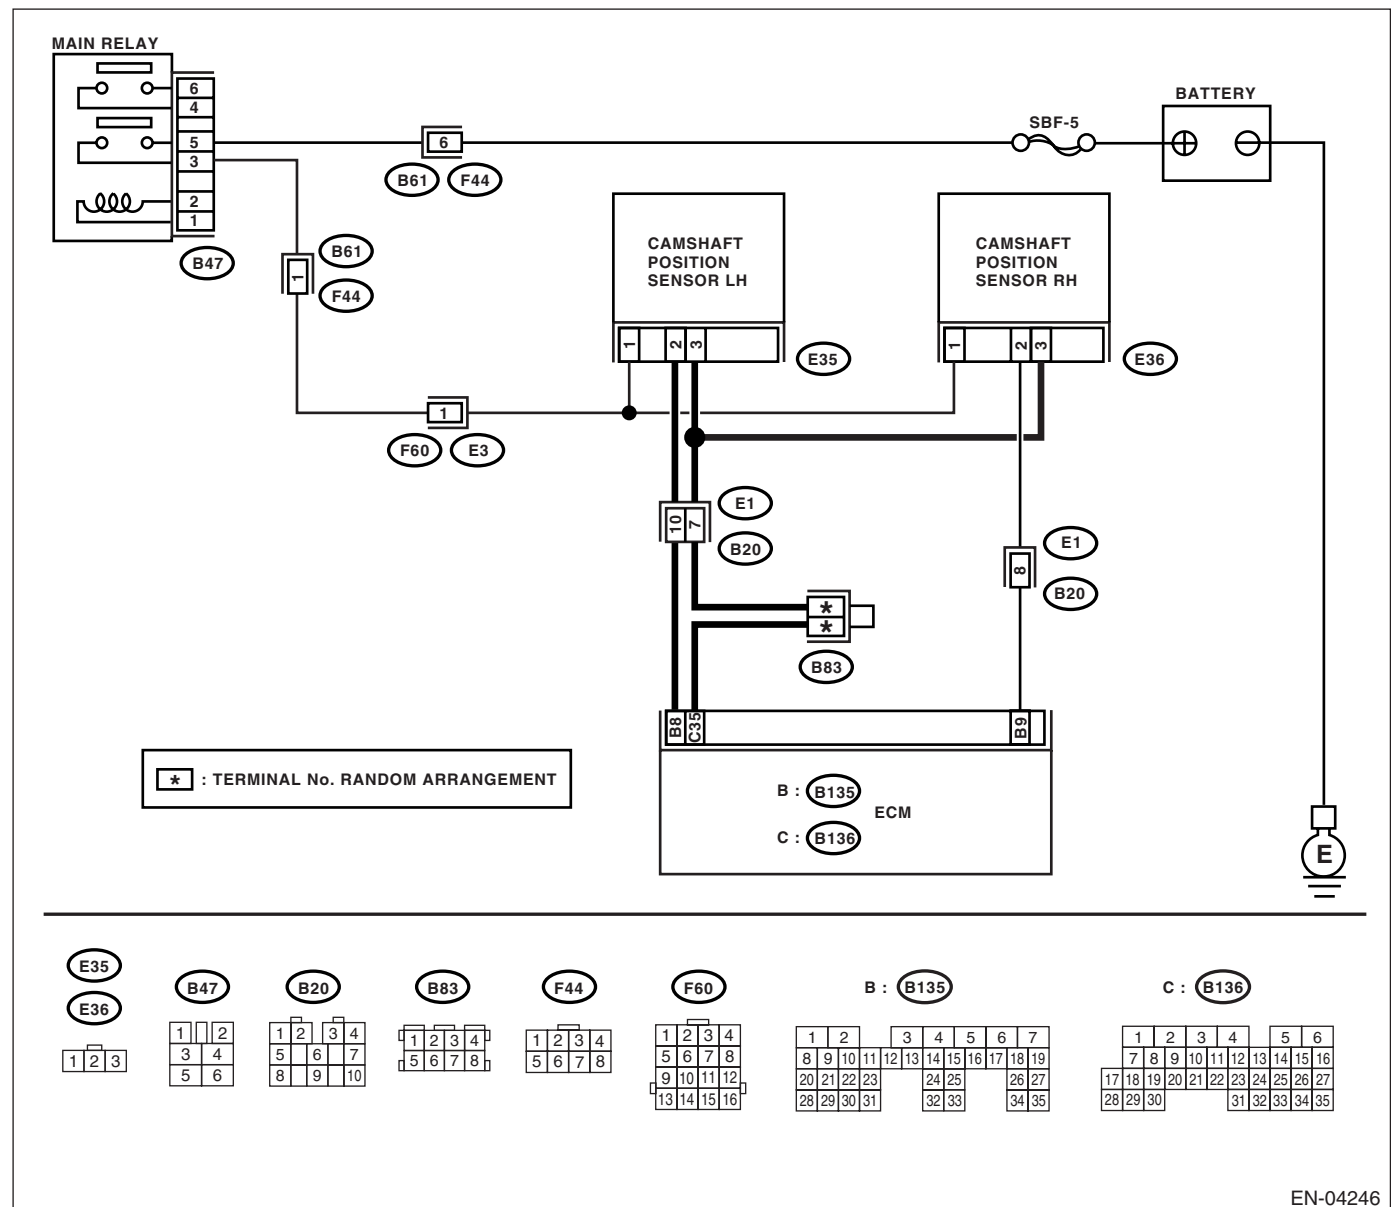 MAIN RELAY
6
4
5
3
2
1
B47
6
B61 F44
SBF-5
BATTERY
B61
1
F44
CAMSHAFT
POSITION
SENSOR LH
1 2 3
E35
CAMSHAFT
POSITION
SENSOR RH
1 2 3
E36
1
F60 E3
10 7
E1
B20
8
E1
B20
*
*
B83
B8 C35 B9
B : B135
ECM
C : B136
* : TERMINAL No. RANDOM ARRANGEMENT
E
E35
E36
1 2 3
B47
1 2
3 4
5 6
B20
1 2 3 4
5 6 7
8 9 10
B83
1 2 3 4
5 6 7 8
F44
1 2 3 4
5 6 7 8
F60
1 2 3 4
5 6 7 8
9 10 11 12
13 14 15 16
B : B135
1 2 3 4 5 6 7
8 9 10 11 12 13 14 15 16 17 18 19
20 21 22 23 24 25 26 27
28 29 30 31 32 33 34 35
C : B136
1 2 3 4 5 6
7 8 9 10 11 12 13 14 15 16
17 18 19 20 21 22 23 24 25 26 27
28 29 30 31 32 33 34 35
EN-04246